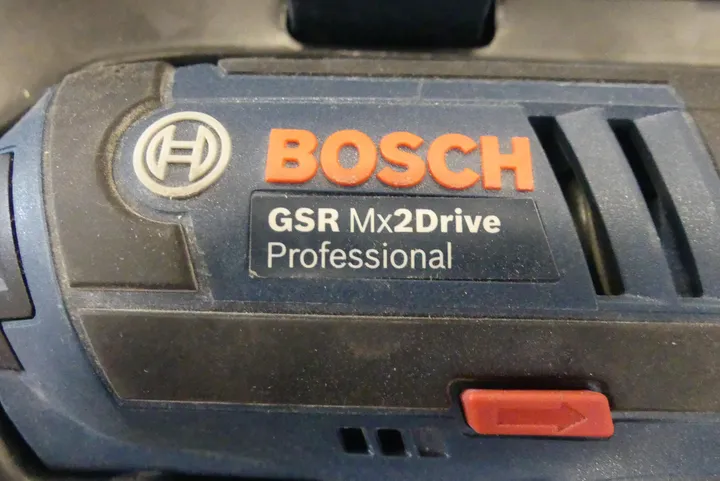 BOSCH
GSR Mx2Drive
Professional